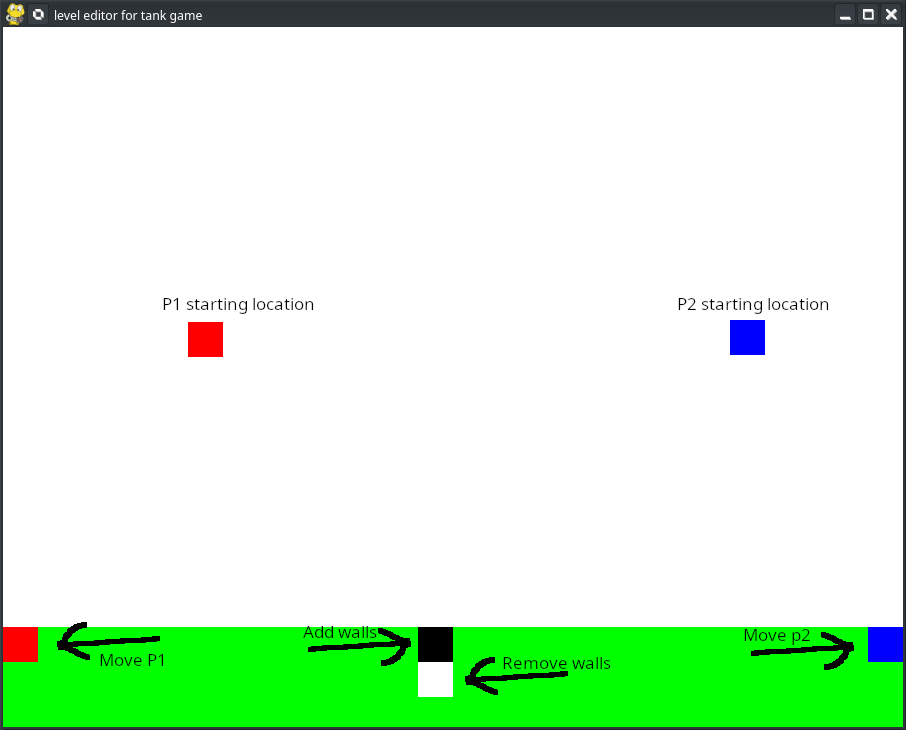 level editor for tank game
P1 starting location
P2 starting location
Add walls
Move p2
Move P1
Remove walls